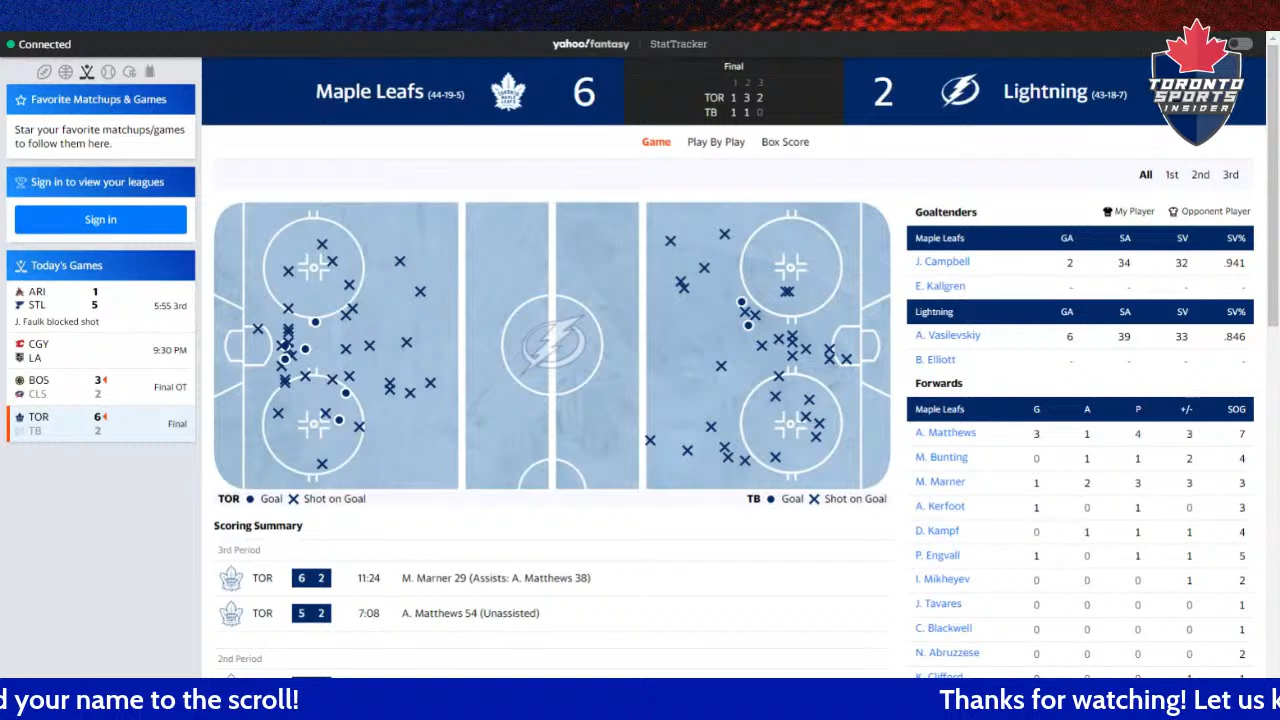 Connected
yahoo!fantasy StatTracker
TORONTO
SPORTS
INSIDER
Favorite Matchups & Games
Star your favorite matchups/games
to follow them here.
Sign in to view your leagues
Sign in
Today's Games
ARI 1
STL 5
5:55 3rd
J. Faulk blocked shot
CGY
LA
9:30 PM
BOS 3
CLS 2
Final OT
TOR 6
TB 2
Final
Maple Leafs (44-19-5) 6
Final
1 2 3
TOR 1 3 2
TB 1 1 0
2 Lightning (43-18-7)
Game Play By Play Box Score
All 1st 2nd 3rd
TOR Goal Shot on Goal
TB Goal Shot on Goal
Scoring Summary
3rd Period
TOR 6 2 11:24 M. Marner 29 (Assists: A. Matthews 38)
TOR 5 2 7:08 A. Matthews 54 (Unassisted)
2nd Period
Goaltenders My Player Opponent Player
Maple Leafs GA SA SV SV%
J. Campbell 2 34 32 .941
E. Kallgren - - - -
Lightning GA SA SV SV%
A. Vasilevskiy 6 39 33 .846
B. Elliott - - - -
Forwards
Maple Leafs G A P +/- SOG
A. Matthews 3 1 4 3 7
M. Bunting 0 1 1 2 4
M. Marner 1 2 3 3 3
A. Kerfoot 1 0 1 0 3
D. Kampf 0 1 1 1 4
P. Engvall 1 0 1 1 5
I. Mikheyev 0 0 0 1 2
J. Tavares 0 0 0 0 1
C. Blackwell 0 0 0 0 1
N. Abruzzese 0 0 0 0 2
K. Clifford
d your name to the scroll! Thanks for watching! Let us k